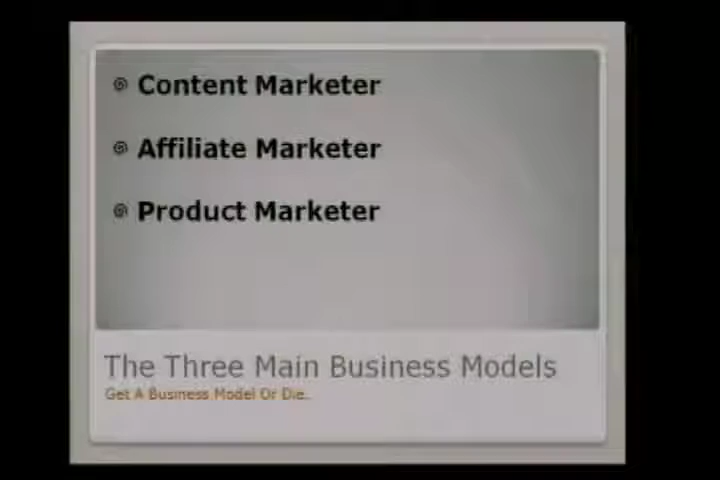 Content Marketer
Affiliate Marketer
Product Marketer
The Three Main Business Models
Get A Business Model Or Die.